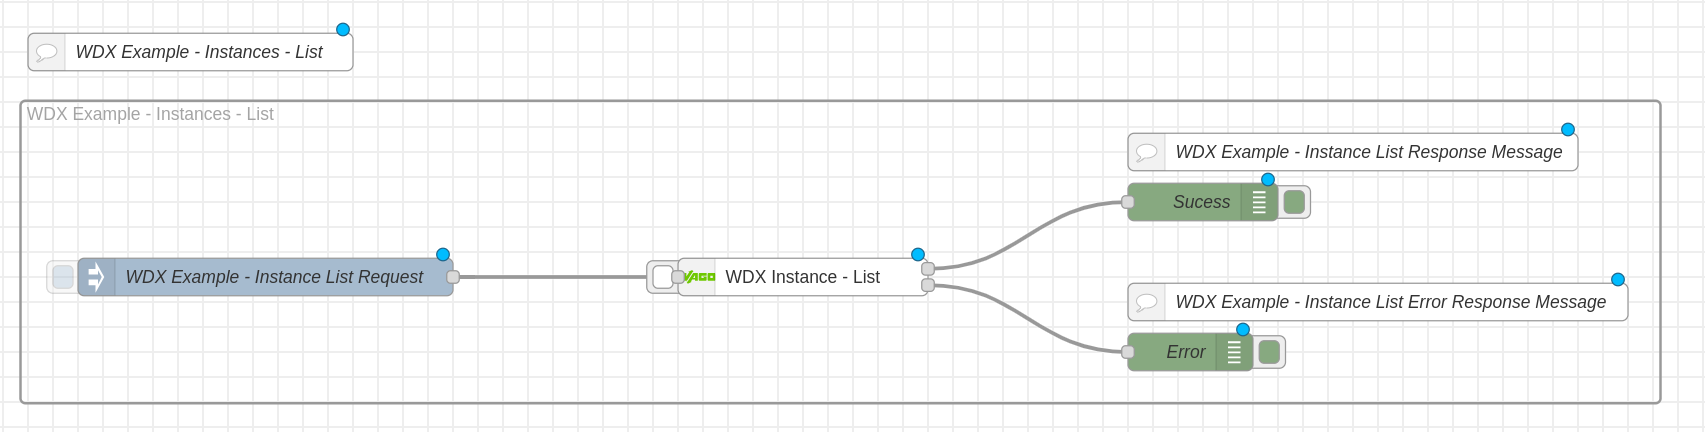 WDX Example - Instances - List
WDX Example - Instances - List
WDX Example - Instance List Response Message
Sucess
WDX Example - Instance List Request
WAGO
WDX Instance - List
WDX Example - Instance List Error Response Message
Error